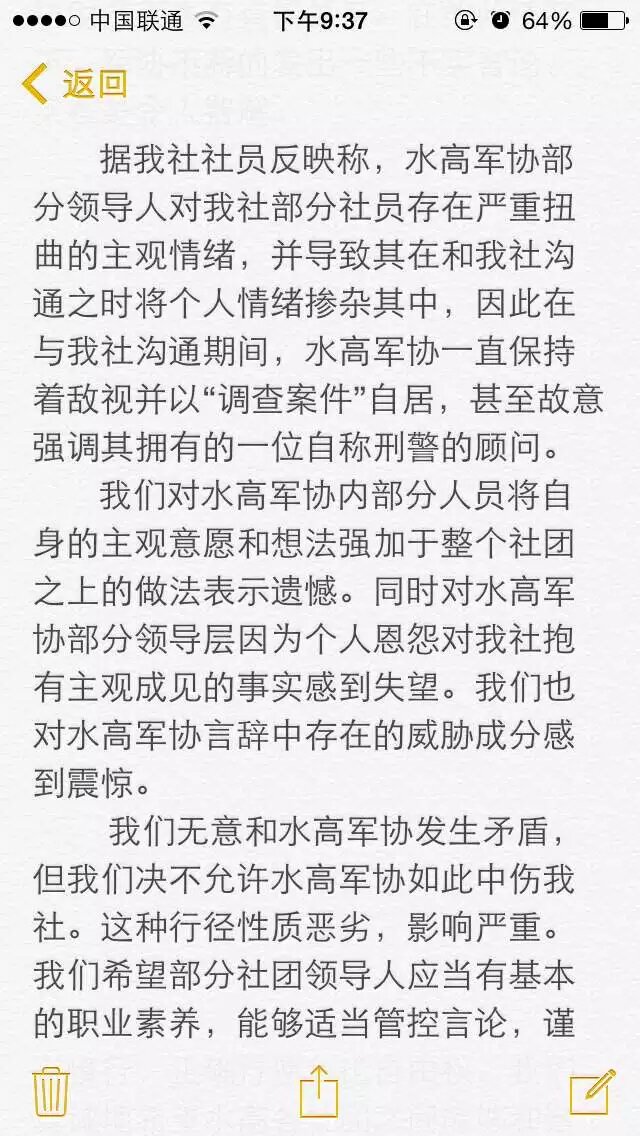 中国联通 下午9:37 64%
返回
据我社社员反映称，水高军协部
分领导人对我社部分社员存在严重扭
曲的主观情绪，并导致其在和我社沟
通之时将个人情绪掺杂其中，因此在
与我社沟通期间，水高军协一直保持
着敌视并以“调查案件”自居，甚至故意
强调其拥有的一位自称刑警的顾问。
我们对水高军协内部分人员将自
身的主观意愿和想法强加于整个社团
之上的做法表示遗憾。同时对水高军
协部分领导层因为个人恩怨对我社抱
有主观成见的事实感到失望。我们也
对水高军协言辞中存在的威胁成分感
到震惊。
我们无意和水高军协发生矛盾，
但我们决不允许水高军协如此中伤我
社。这种行径性质恶劣，影响严重。
我们希望部分社团领导人应当有基本
的职业素养，能够适当管控言论，谨